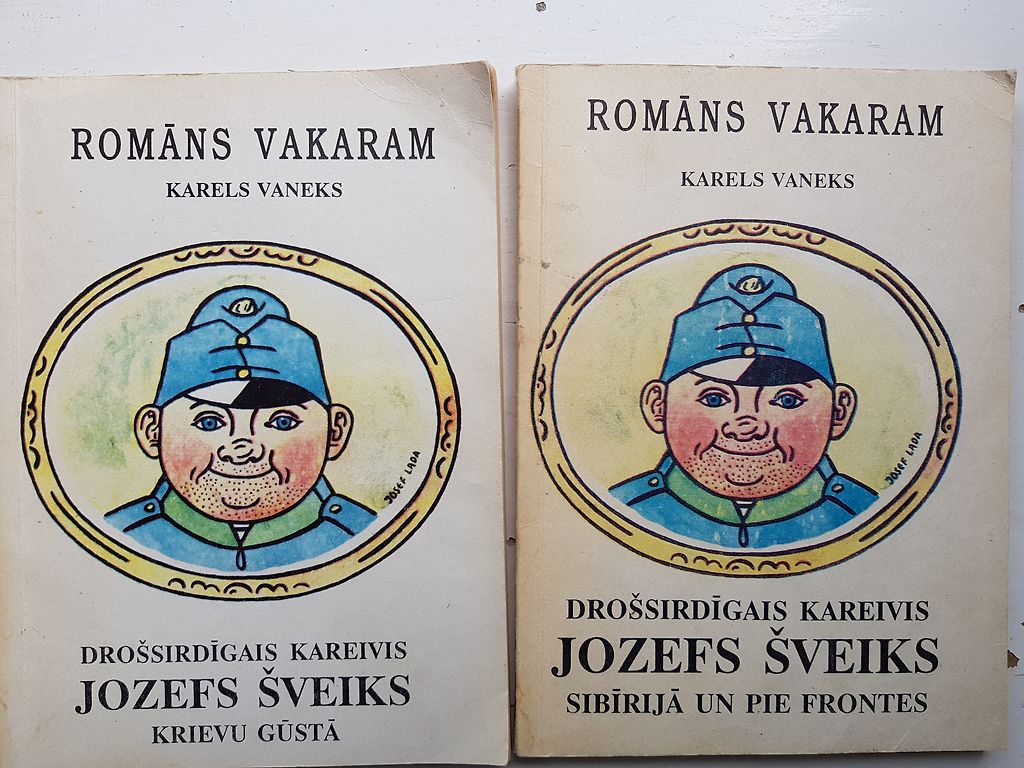 ROMĀNS VAKARAM
KARELS VANEKS
JOSEF LADA
DROŠSIRDĪGAIS KAREIVIS
JOZEFS ŠVEIKS
KRIEVU GŪSTĀ
ROMĀNS VAKARAM
KARELS VANEKS
JOSEF LADA
DROŠSIRDĪGAIS KAREIVIS
JOZEFS ŠVEIKS
SIBĪRIJĀ UN PIE FRONTES